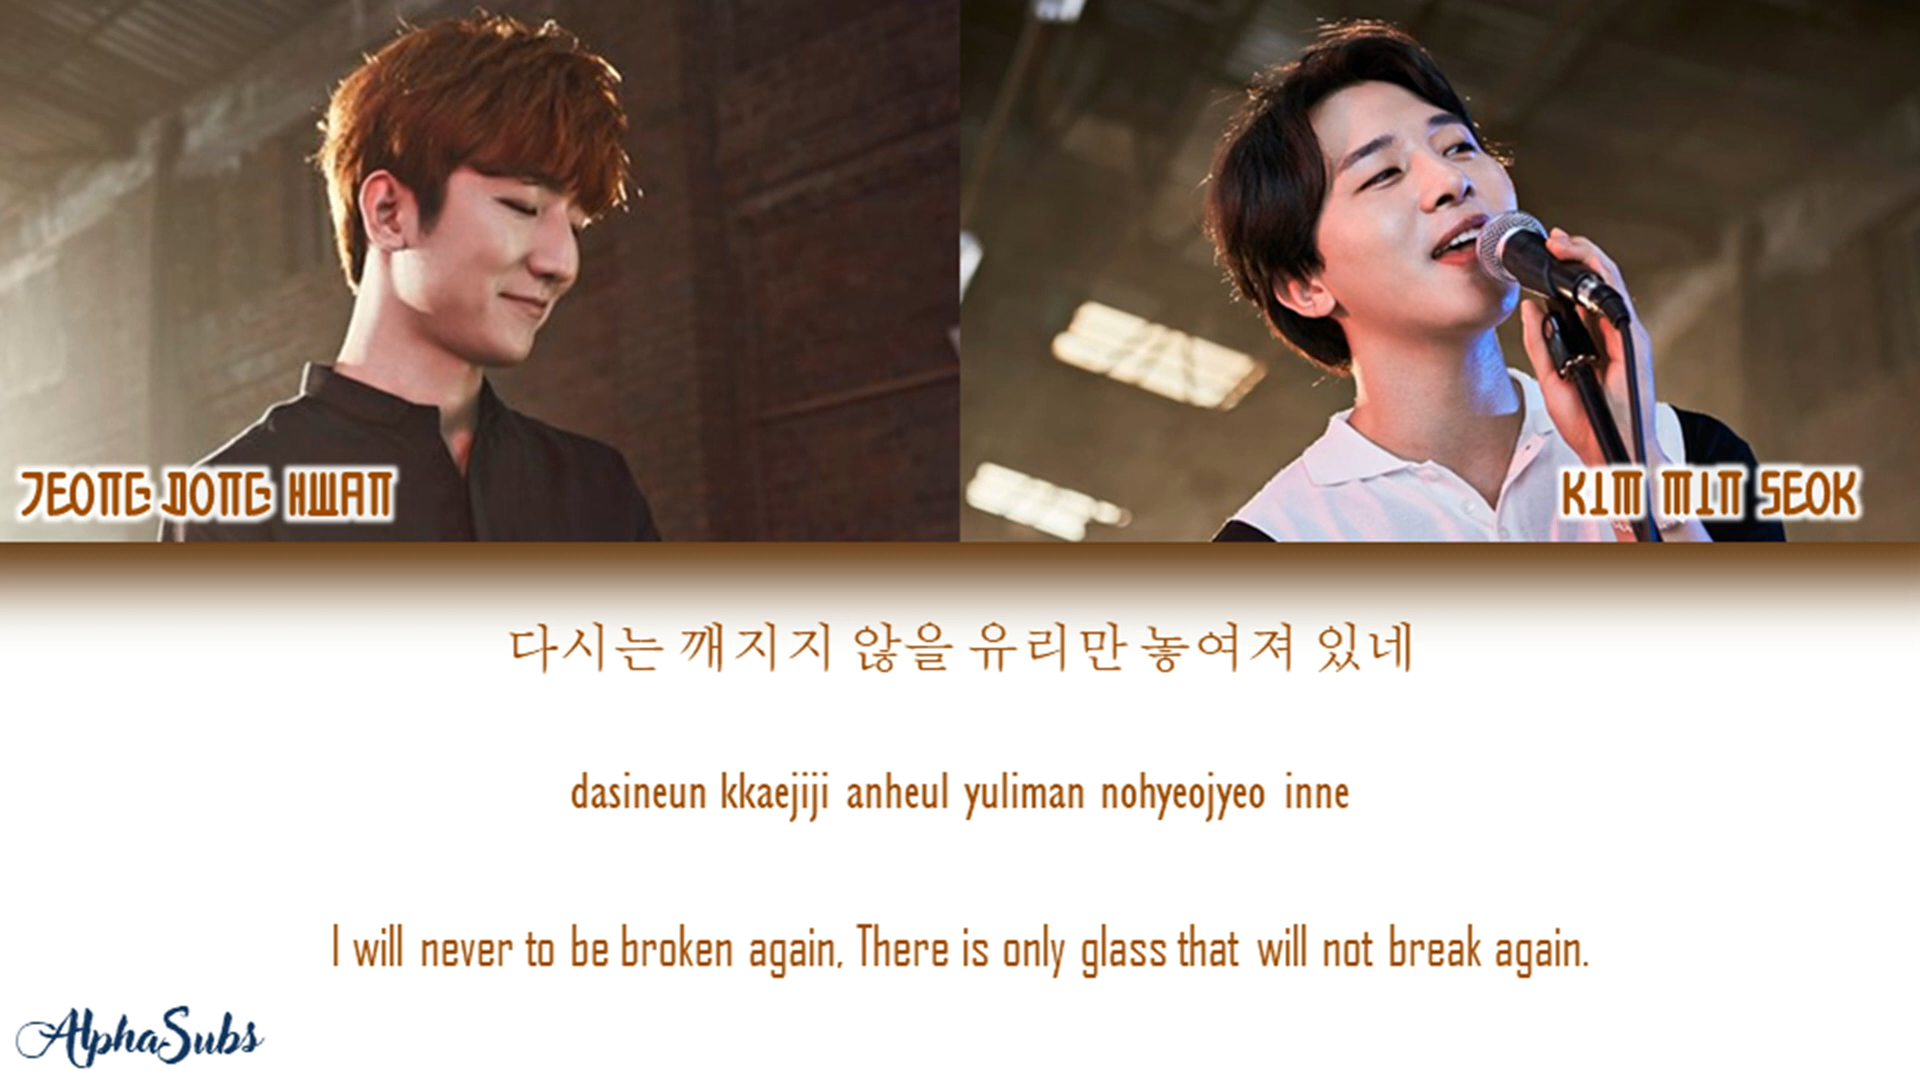 JEONG DONG HWAN
KIM MIN SEOK
다시는 깨지지 않을 유리만 놓여져 있네
dasineun kkaejiji anheul yuliman nohyeojyeo inne
I will never to be broken again, There is only glass that will not break again.
AlphaSubs